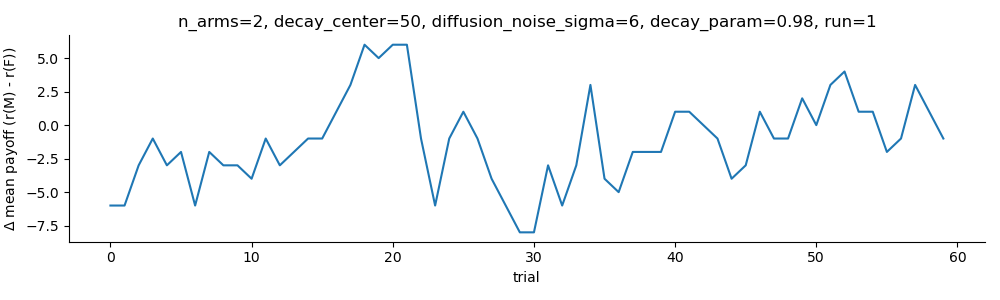 n_arms=2, decay_center=50, diffusion_noise_sigma=6, decay_param=0.98, run=1
Δ mean payoff (r(M) - r(F))
5.0
2.5
0.0
−2.5
−5.0
−7.5
0 10 20 30 40 50 60
trial